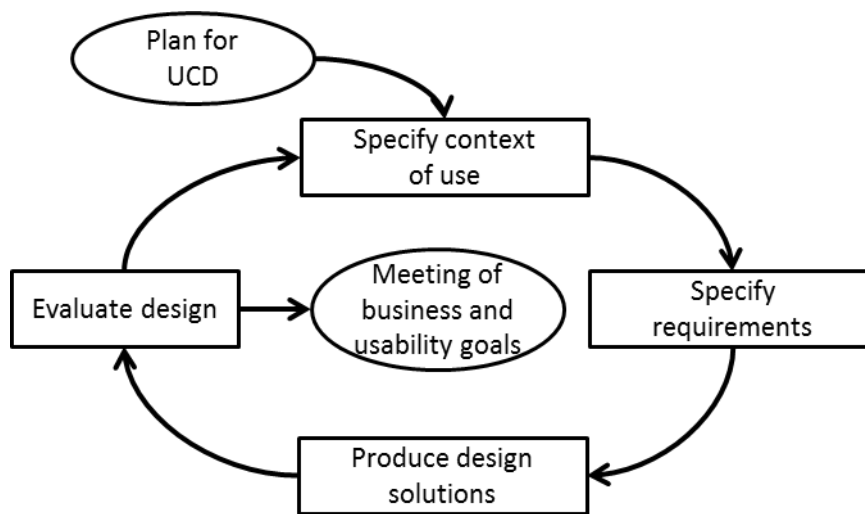 Plan for
UCD
Specify context
of use
Evaluate design
Meeting of
business and
usability goals
Specify
requirements
Produce design
solutions